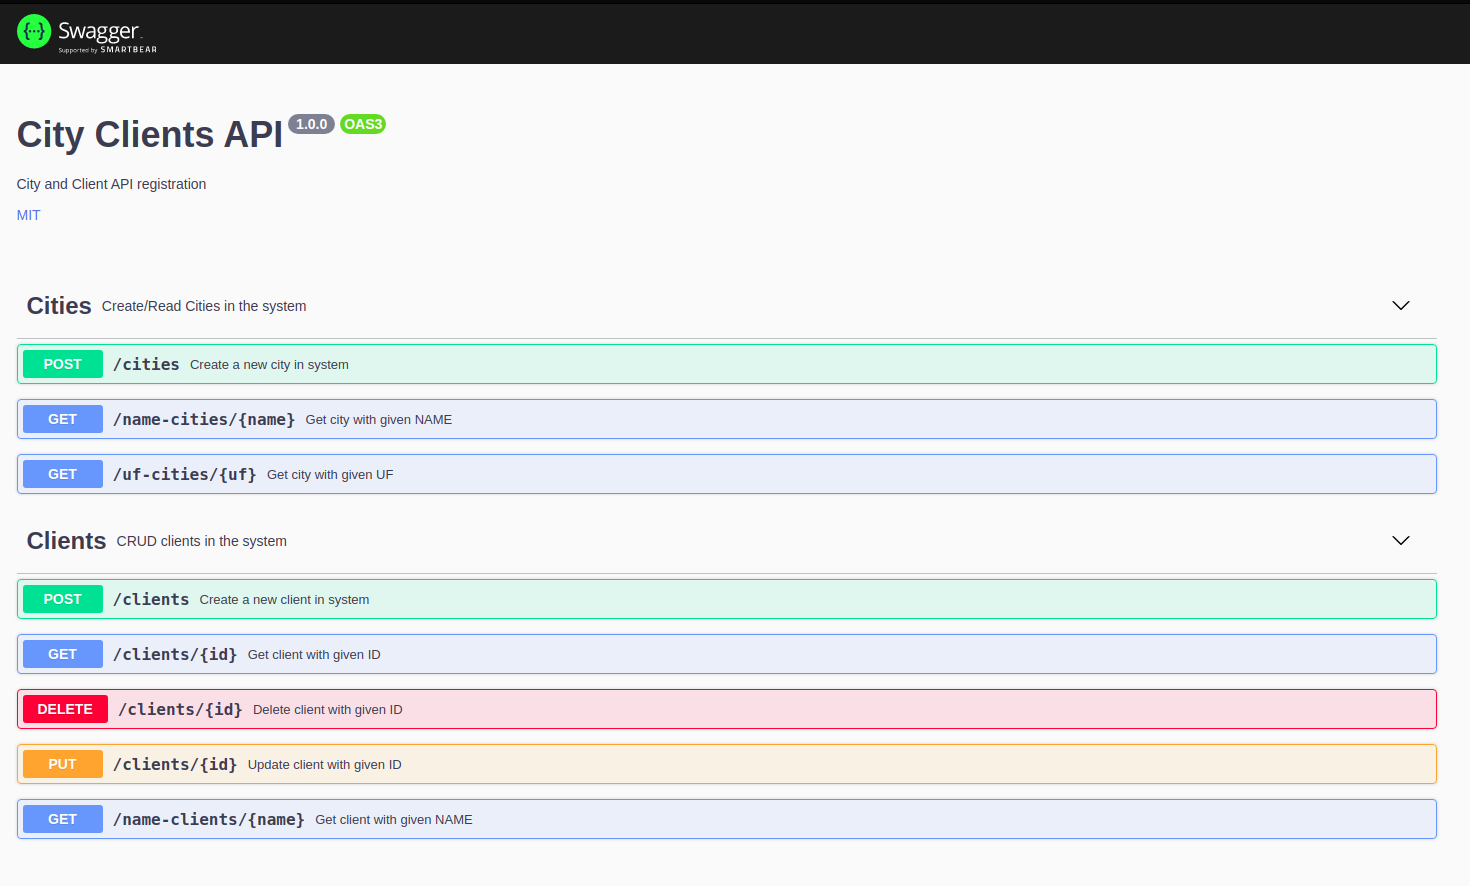 Swagger
Supported by SMARTBEAR
City Clients API 1.0.0 OAS3
City and Client API registration
MIT
Cities Create/Read Cities in the system
POST /cities Create a new city in system
GET /name-cities/{name} Get city with given NAME
GET /uf-cities/{uf} Get city with given UF
Clients CRUD clients in the system
POST /clients Create a new client in system
GET /clients/{id} Get client with given ID
DELETE /clients/{id} Delete client with given ID
PUT /clients/{id} Update client with given ID
GET /name-clients/{name} Get client with given NAME